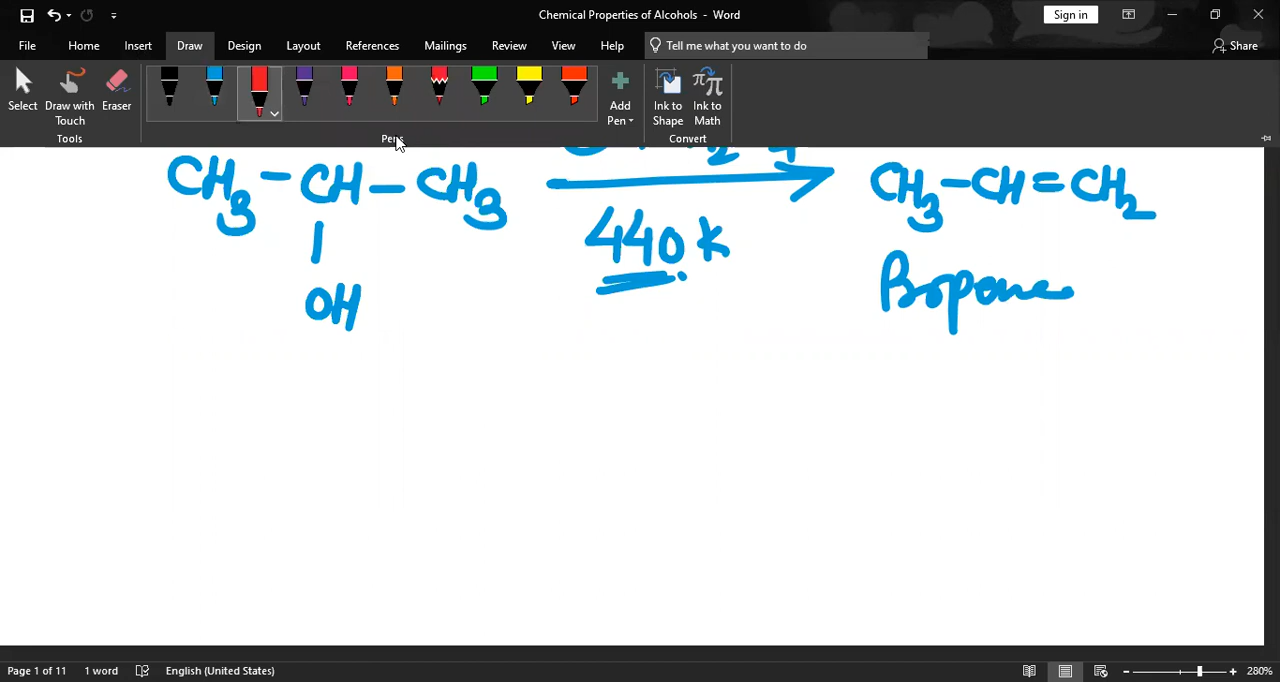 Chemical Properties of Alcohols - Word
Sign in
File Home Insert Draw Design Layout References Mailings Review View Help Tell me what you want to do Share
Select Draw with Touch Eraser Add Pen Ink to Shape Ink to Math
Tools Pens Convert
CH3 – CH – CH3 → CH3 – CH = CH2
440 K
OH
Propane
Page 1 of 11 1 word English (United States) 280%